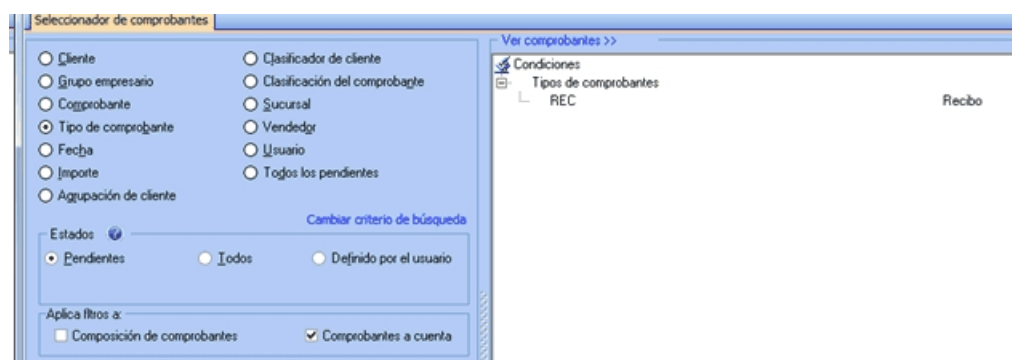 Seleccionador de comprobantes
Cliente
Grupo empresario
Comprobante
Tipo de comprobante
Fecha
Importe
Agrupación de cliente
Clasificador de cliente
Clasificación del comprobante
Sucursal
Vendedor
Usuario
Todos los pendientes
Cambiar criterio de búsqueda
Estados
Pendientes
Todos
Definido por el usuario
Aplica filtros a:
Composición de comprobantes
Comprobantes a cuenta
Ver comprobantes >>
Condiciones
Tipos de comprobantes
REC Recibo